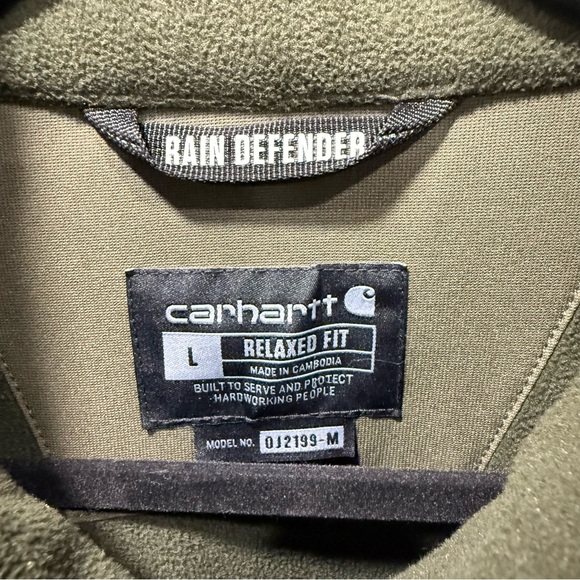 RAIN DEFENDER
carhartt
L
RELAXED FIT
MADE IN CAMBODIA
BUILT TO SERVE AND PROTECT
HARDWORKING PEOPLE
MODEL NO. OJ2199-M